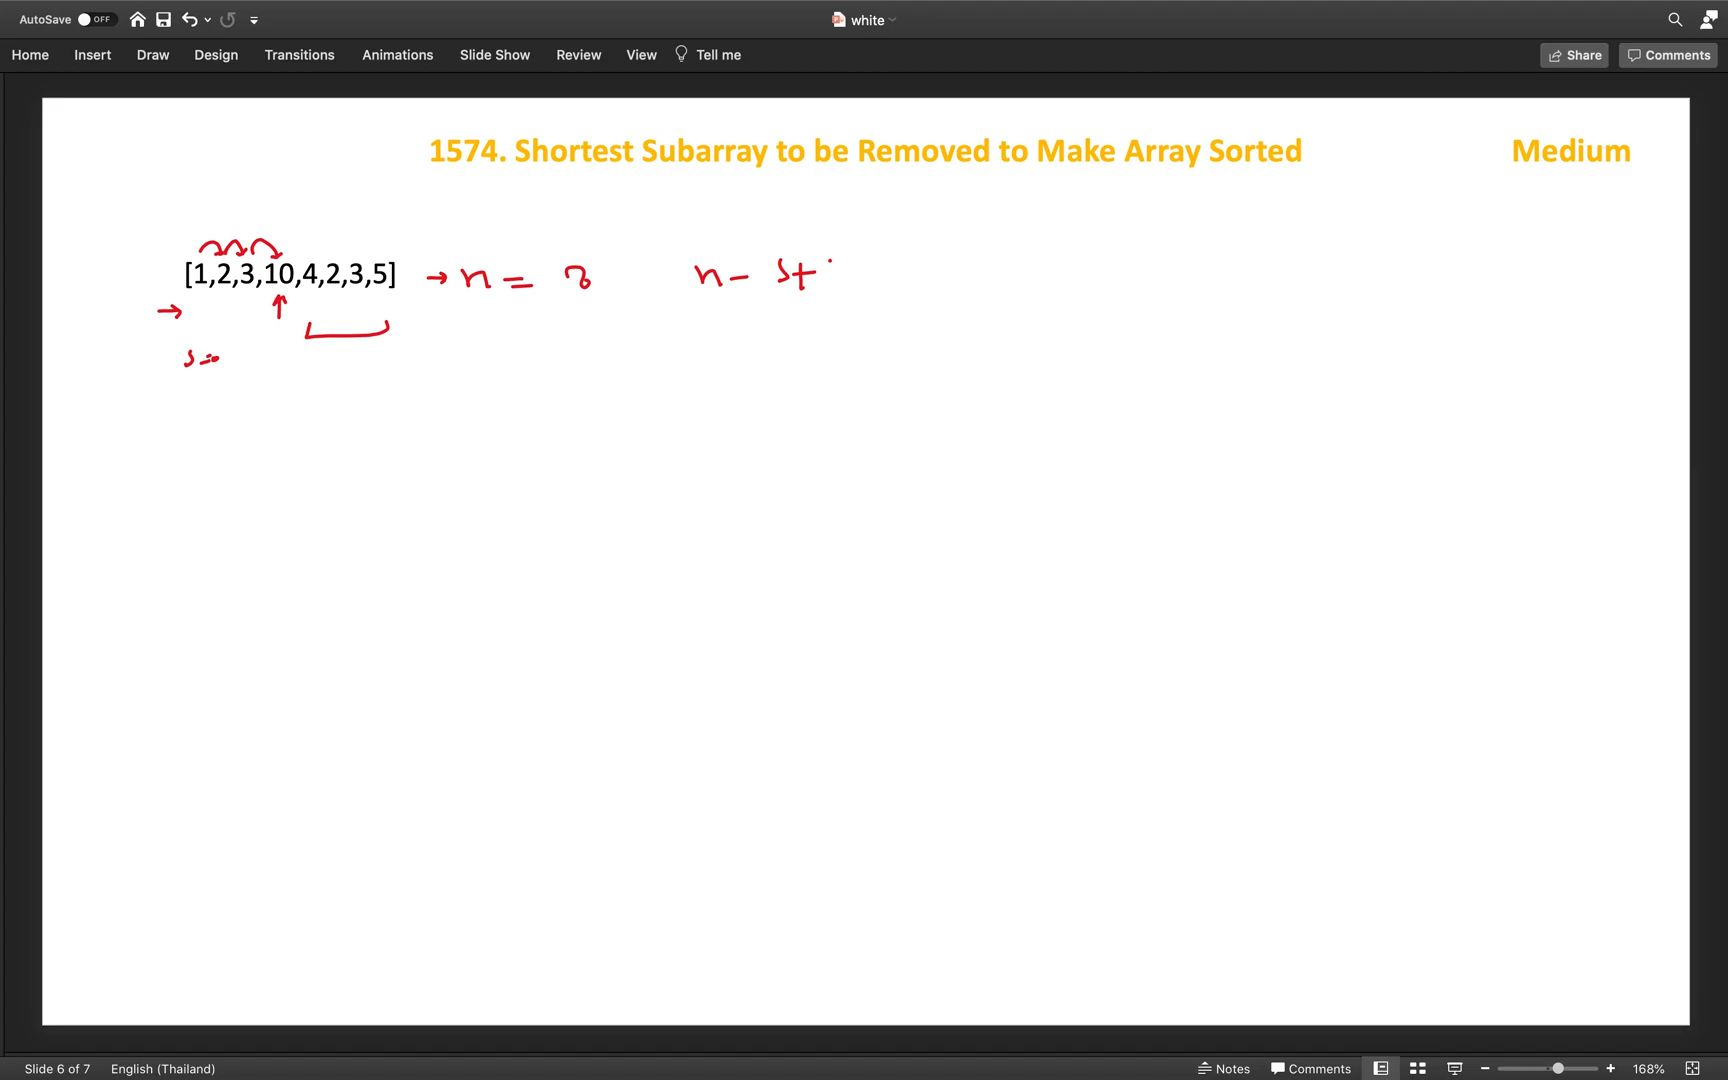 AutoSave OFF white
Home Insert Draw Design Transitions Animations Slide Show Review View Tell me Share Comments
1574. Shortest Subarray to be Removed to Make Array Sorted Medium
[1,2,3,10,4,2,3,5] → n = 8 n - st
→ ↑
Slide 6 of 7 English (Thailand) Notes Comments - + 168%